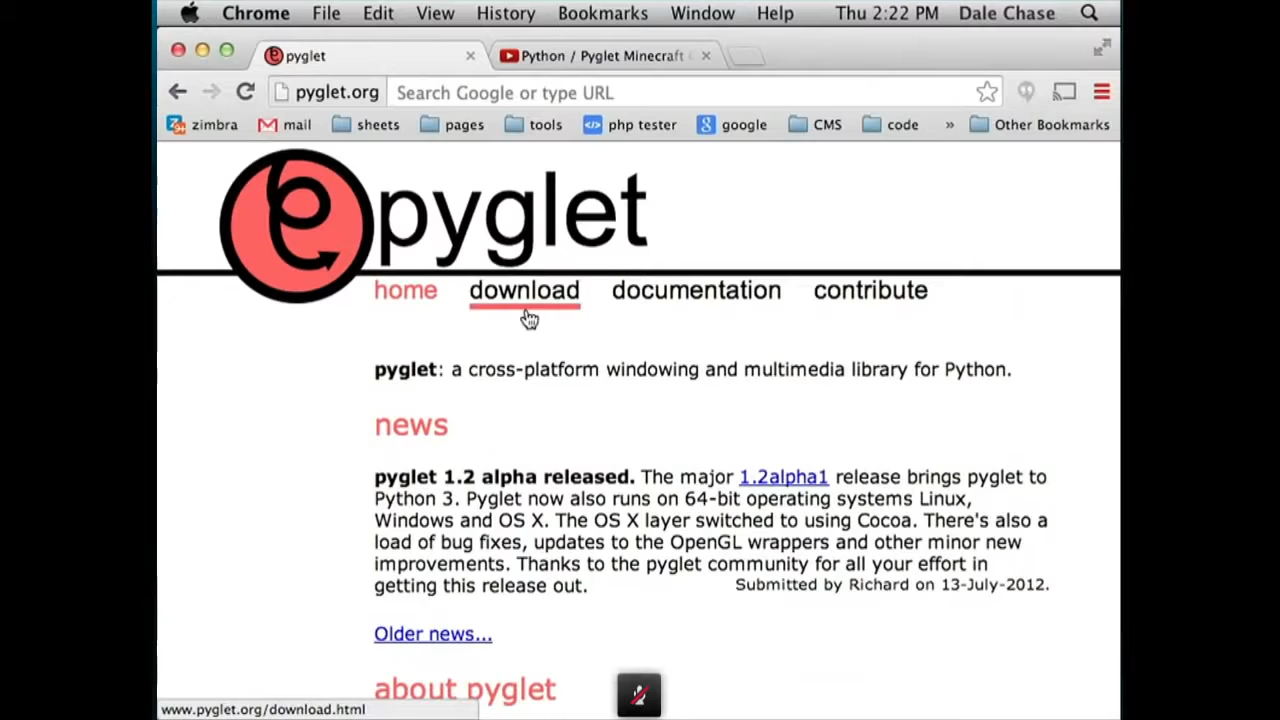 Chrome File Edit View History Bookmarks Window Help Thu 2:22 PM Dale Chase
pyglet Python / Pyglet Minecraft
pyglet.org Search Google or type URL
zimbra mail sheets pages tools php tester google CMS code » Other Bookmarks
pyglet
home download documentation contribute
pyglet: a cross-platform windowing and multimedia library for Python.
news
pyglet 1.2 alpha released. The major 1.2alpha1 release brings pyglet to
Python 3. Pyglet now also runs on 64-bit operating systems Linux,
Windows and OS X. The OS X layer switched to using Cocoa. There's also a
load of bug fixes, updates to the OpenGL wrappers and other minor new
improvements. Thanks to the pyglet community for all your effort in
getting this release out. Submitted by Richard on 13-July-2012.
Older news...
about pyglet
www.pyglet.org/download.html